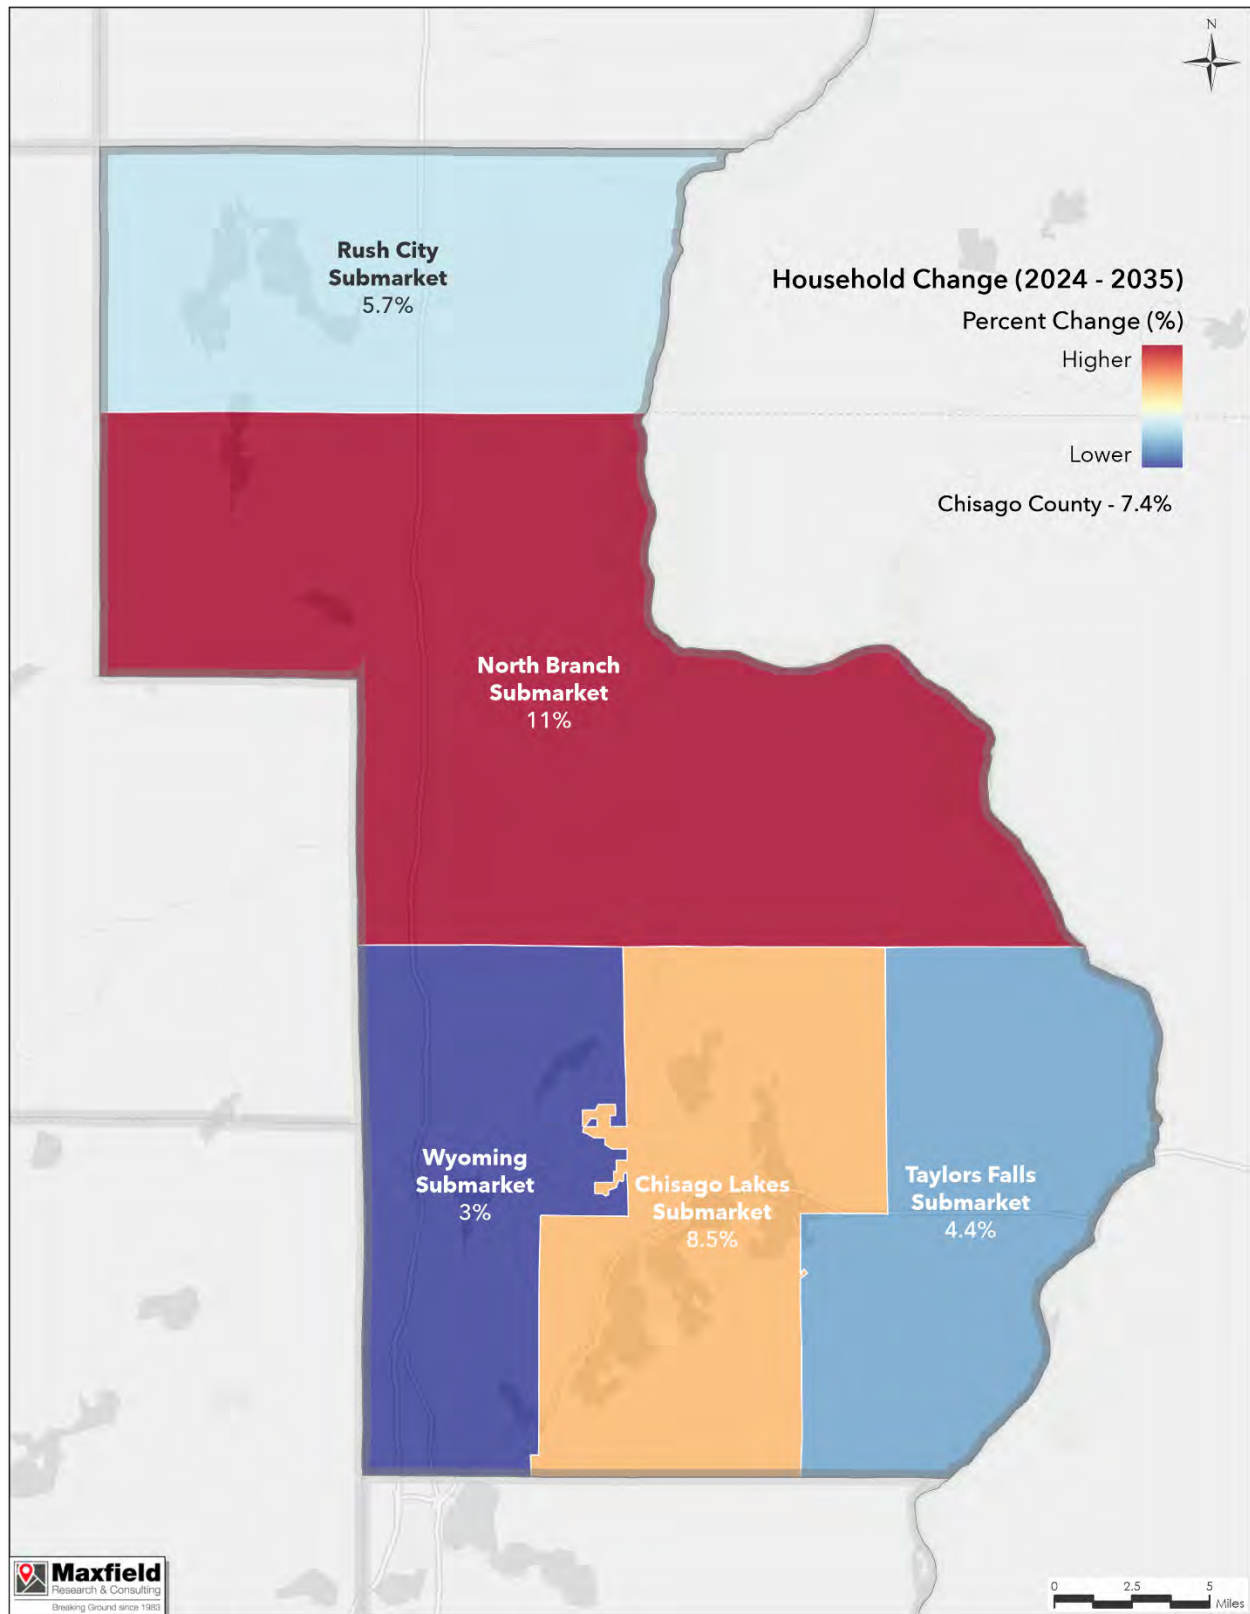 N
Rush City
Submarket
5.7%
Household Change (2024 - 2035)
Percent Change (%)
Higher
Lower
Chisago County - 7.4%
North Branch
Submarket
11%
Wyoming
Submarket
3%
Chisago Lakes
Submarket
8.5%
Taylors Falls
Submarket
4.4%
Maxfield
Research & Consulting
Breaking Ground since 1983
0 2.5 5
Miles